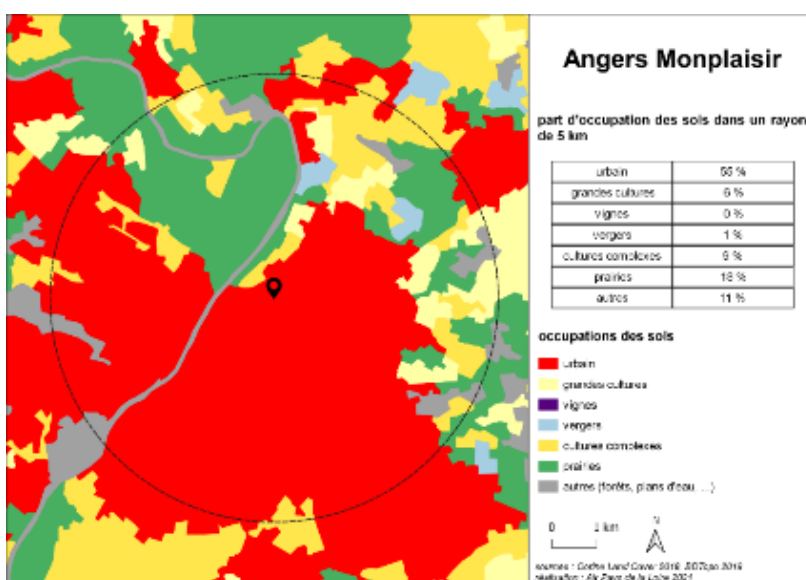 Angers Monplaisir
part d'occupation des sols dans un rayon
de 5 km
urbain 55 %
grandes cultures 6 %
vignes 0 %
vergers 1 %
cultures complexes 9 %
prairies 18 %
autres 11 %
occupations des sols
urbain
grandes cultures
vignes
vergers
cultures complexes
prairies
autres (forêts, plans d'eau, ...)
0 1 km
N
sources : Corine Land Cover 2018, BDTopo 2018
réalisation : Air Pays de la Loire 2021